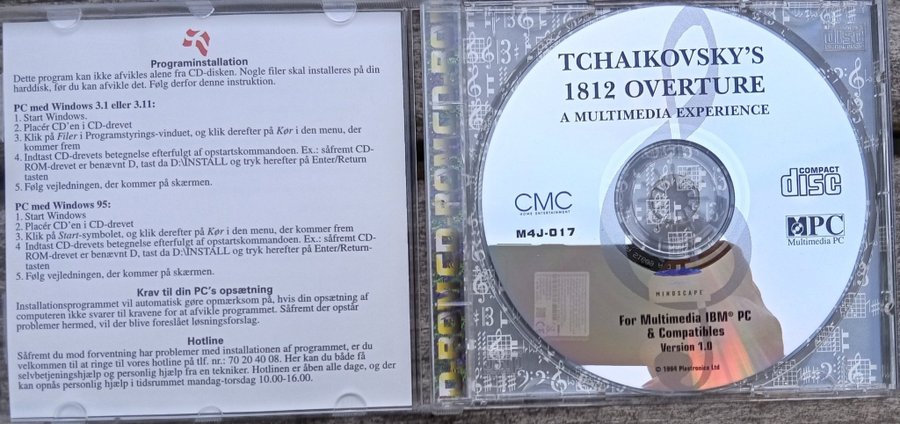 Programinstallation
Dette program kan ikke afvikles alene fra CD-disken. Nogle filer skal installeres på din
harddisk, før du kan afvikle det. Følg derfor denne instruktion.
PC med Windows 3.1 eller 3.11:
1. Start Windows.
2. Placér CD'en i CD-drevet
3. Klik på Filer i Programstyrings-vinduet, og klik derefter på Kør i den menu, der
kommer frem
4. Indtast CD-drevets betegnelse efterfulgt af opstartskommandoen. Ex.: såfremt CD-
ROM-drevet er benævnt D, tast da D:\INSTALL og tryk herefter på Enter/Return
tasten
5. Følg vejledningen, der kommer på skærmen.
PC med Windows 95:
1. Start Windows
2. Placér CD'en i CD-drevet
3. Klik på Start-symbolet, og klik derefter på Kør i den menu, der kommer frem
4 Indtast CD-drevets betegnelse efterfulgt af opstartskommandoen. Ex.: såfremt CD-
ROM-drevet er benævnt D, tast da D:\INSTALL og tryk herefter på Enter/Return-
tasten
5. Følg vejledningen, der kommer på skærmen.
Krav til din PC's opsætning
Installationsprogrammet vil automatisk gøre opmærksom på, hvis din opsætning af
computeren ikke svarer til kravene for at afvikle programmet. Såfremt der opstår
problemer hermed, vil der blive foreslået løsningsforslag.
Hotline
Såfremt du mod forventning har problemer med installationen af programmet, er du
velkommen til at ringe til vores hotline på tlf. nr.: 70 20 40 08. Her kan du både få
selvbetjeningshjælp og personlig hjælp fra en tekniker. Hotlinen er åben alle dage, og der
kan opnås personlig hjælp i tidsrummet mandag-torsdag 10.00-16.00.
TCHAIKOVSKY'S
1812 OVERTURE
A MULTIMEDIA EXPERIENCE
CMC
HOME ENTERTAINMENT
M4J-017
COMPACT
disc
MPC
Multimedia PC
MINDSCAPE
For Multimedia IBM® PC
& Compatibles
Version 1.0
© 1994 Plectronics Ltd